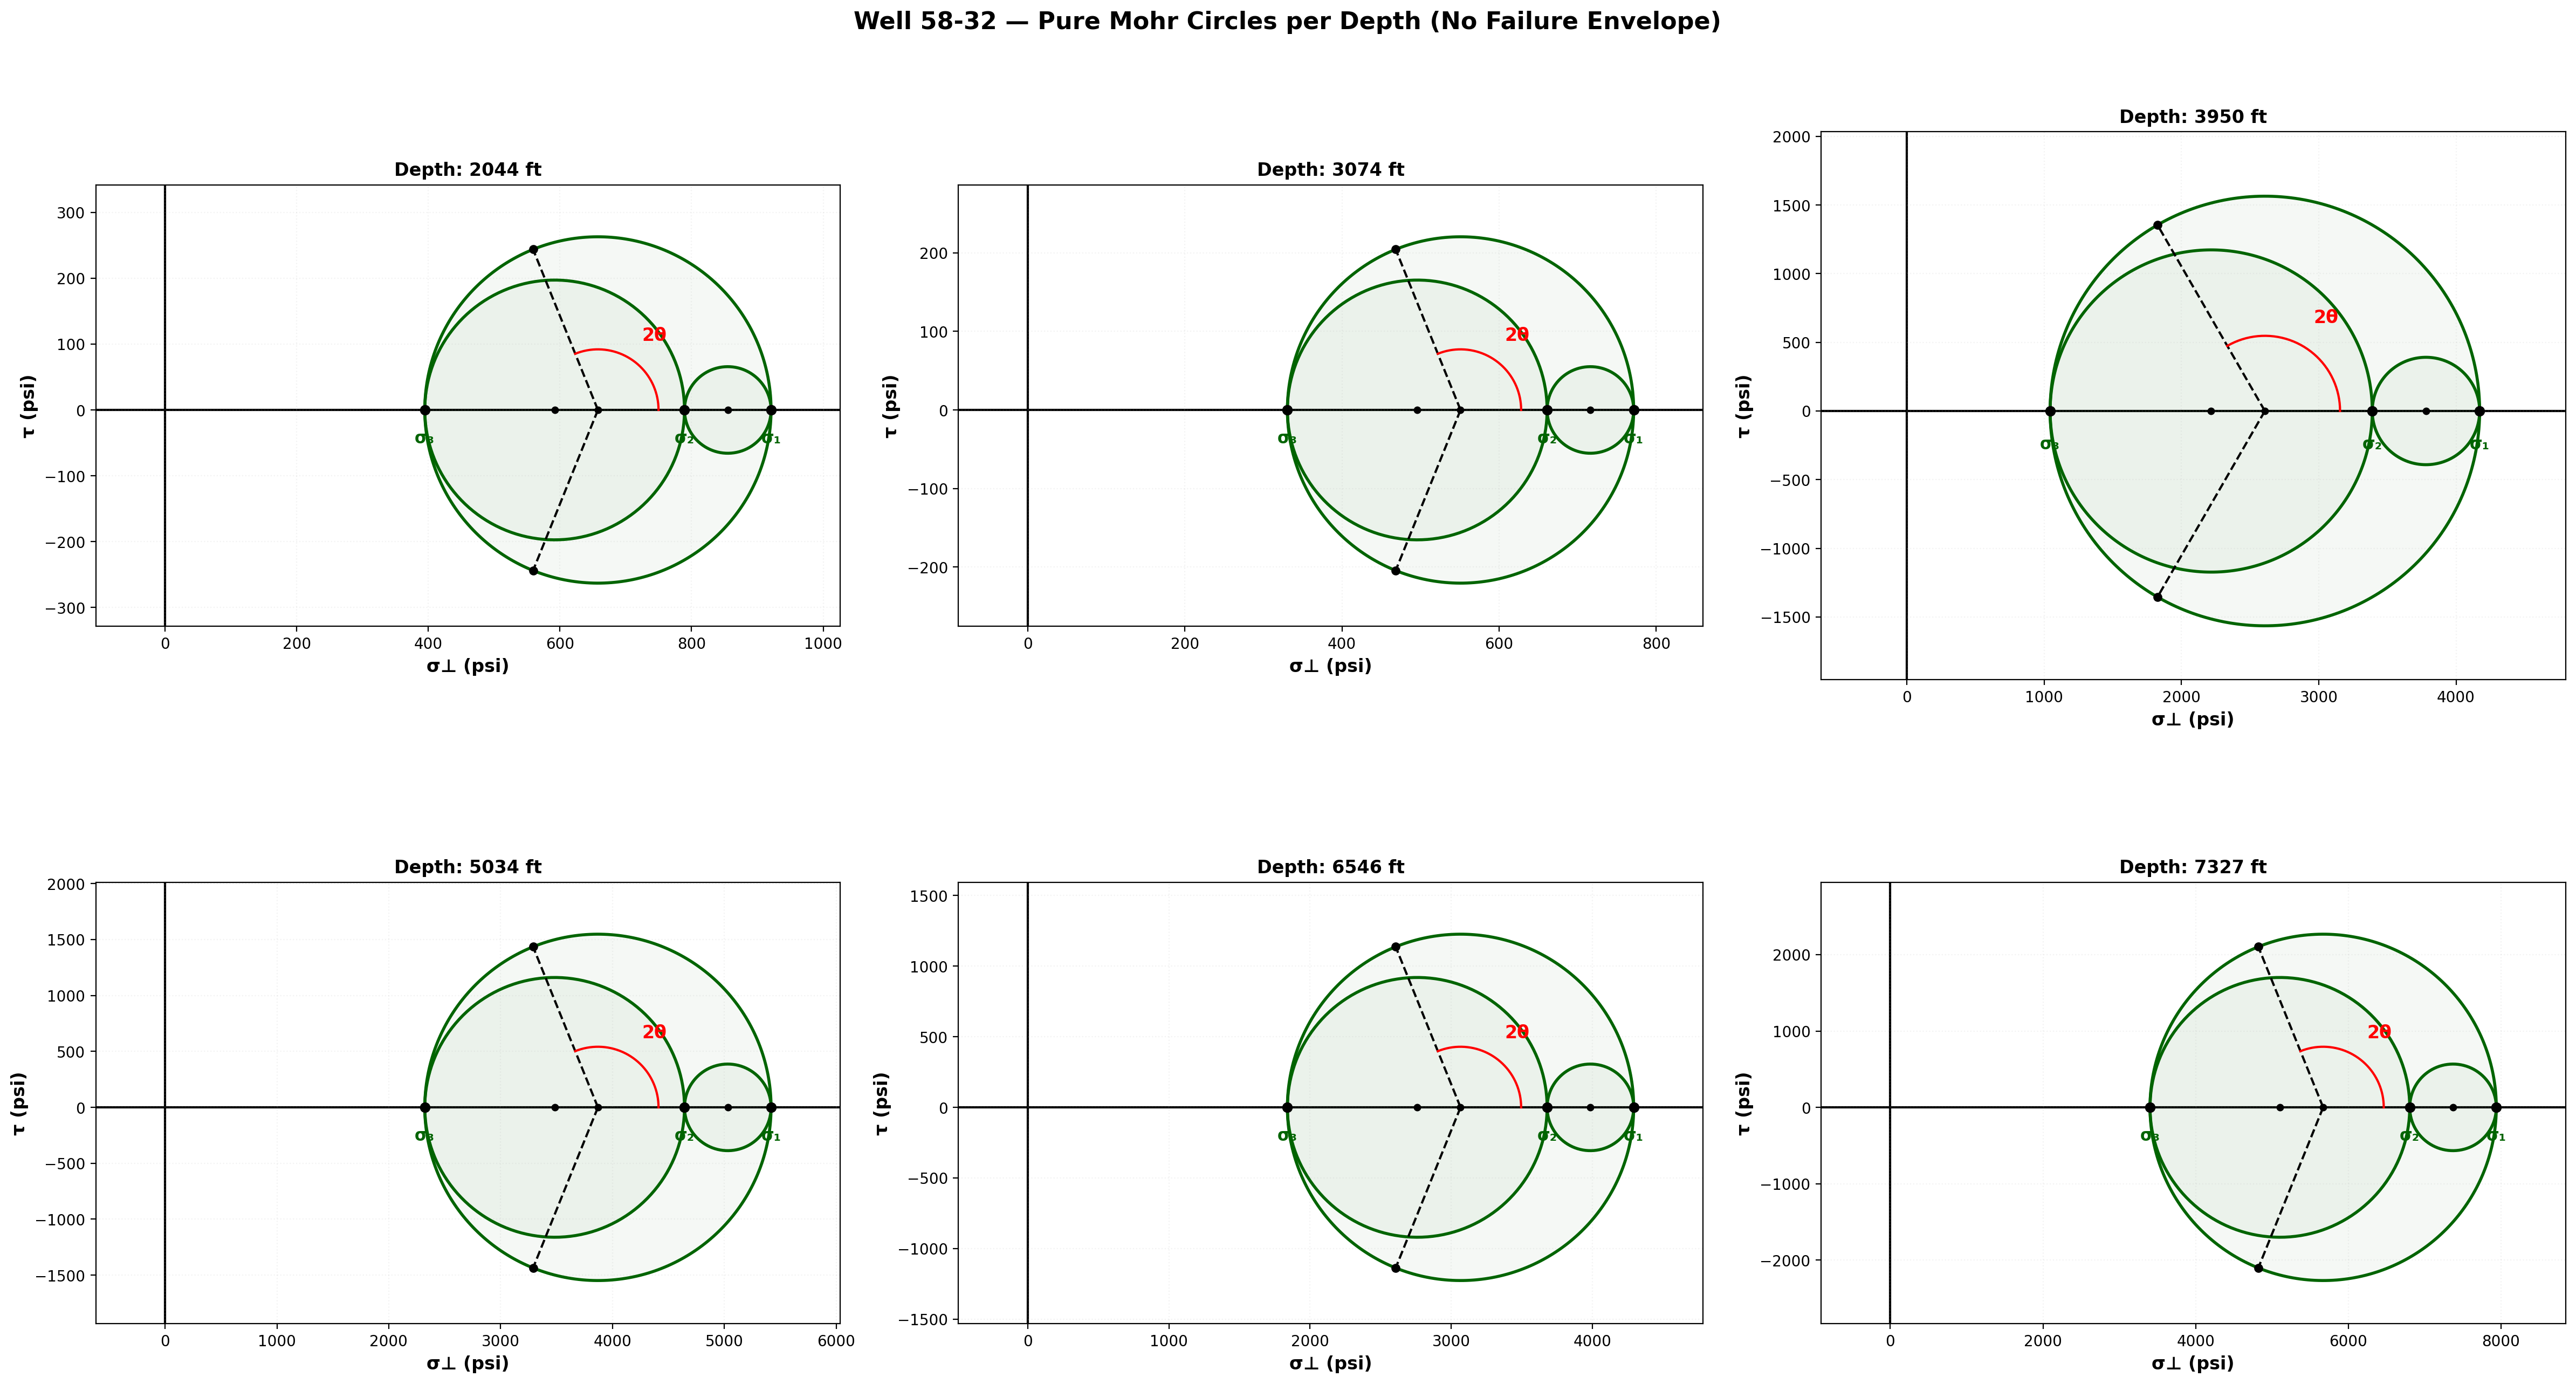 Well 58-32 — Pure Mohr Circles per Depth (No Failure Envelope)
Depth: 2044 ft
τ (psi)
300
200
100
0
−100
−200
−300
2θ
σ₃
σ₂
σ₁
0 200 400 600 800 1000
σ⊥ (psi)
Depth: 3074 ft
τ (psi)
200
100
0
−100
−200
2θ
σ₃
σ₂
σ₁
0 200 400 600 800
σ⊥ (psi)
Depth: 3950 ft
τ (psi)
2000
1500
1000
500
0
−500
−1000
−1500
2θ
σ₃
σ₂
σ₁
0 1000 2000 3000 4000
σ⊥ (psi)
Depth: 5034 ft
τ (psi)
2000
1500
1000
500
0
−500
−1000
−1500
2θ
σ₃
σ₂
σ₁
0 1000 2000 3000 4000 5000 6000
σ⊥ (psi)
Depth: 6546 ft
τ (psi)
1500
1000
500
0
−500
−1000
−1500
2θ
σ₃
σ₂
σ₁
0 1000 2000 3000 4000
σ⊥ (psi)
Depth: 7327 ft
τ (psi)
2000
1000
0
−1000
−2000
2θ
σ₃
σ₂
σ₁
0 2000 4000 6000 8000
σ⊥ (psi)